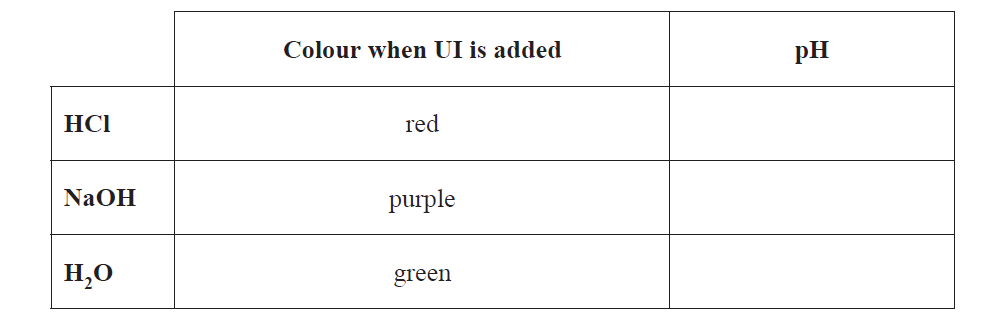 Colour when UI is added pH
HCl red
NaOH purple
H₂O green